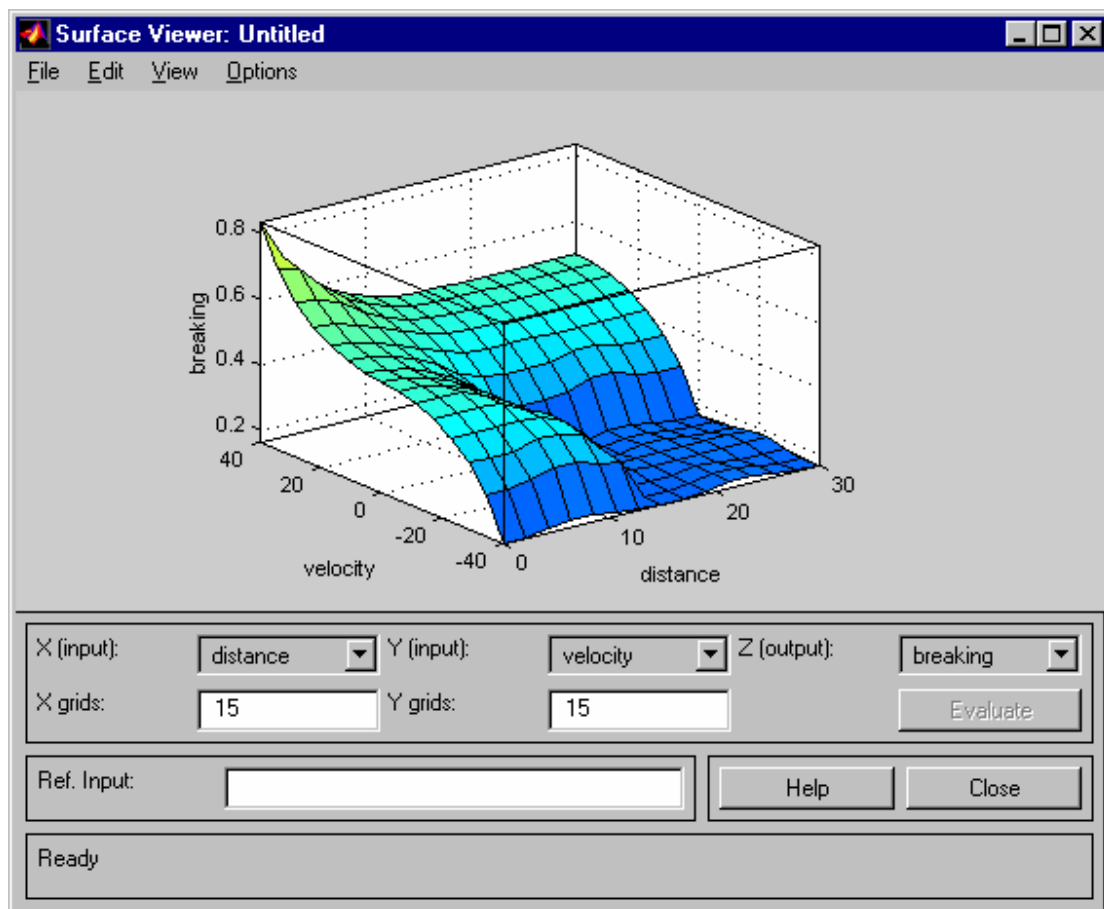 Surface Viewer: Untitled
File Edit View Options
0.8
0.6
0.4
0.2
breaking
40
20
0
-20
-40
velocity
0
10
20
30
distance
X (input): distance Y (input): velocity Z (output): breaking
X grids: 15 Y grids: 15 Evaluate
Ref. Input: Help Close
Ready